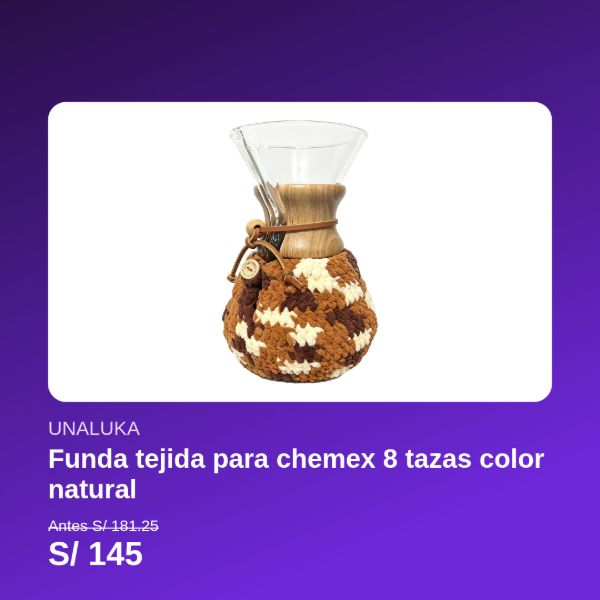 UNALUKA
Funda tejida para chemex 8 tazas color
natural
Antes S/ 181.25
S/ 145